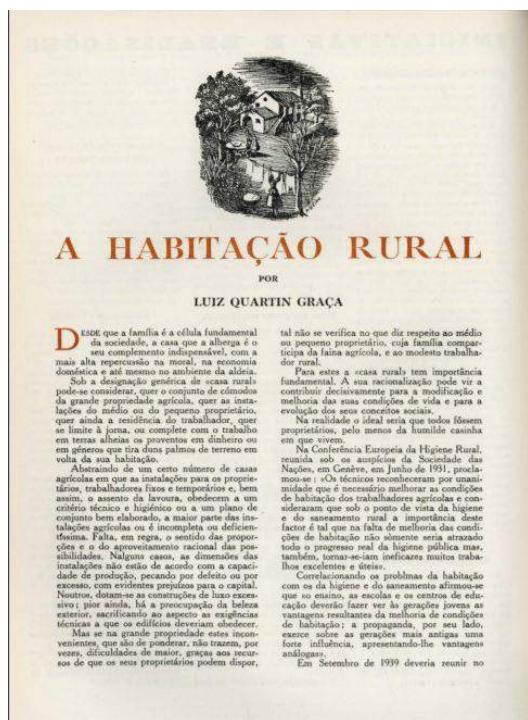 A HABITAÇÃO RURAL
POR
LUIZ QUARTIN GRAÇA
DESDE que a família é a célula fundamental
da sociedade, a casa que a alberga é o
seu complemento indispensável, com a
mais alta repercussão na moral, na economia
doméstica e até mesmo no ambiente da aldeia.
Sob a designação genérica de «casa rural»
pode-se considerar, quer o conjunto de cómodos
da grande propriedade agrícola, quer as insta-
lações do médio ou do pequeno proprietário,
quer ainda a residência do trabalhador, quer
se limite à jorna, ou complete com o trabalho
em terras alheias os proventos em dinheiro ou
em géneros que tira duns palmos de terreno em
volta da sua habitação.
Abstraindo de um certo número de casas
agrícolas em que as instalações para os proprie-
tários, trabalhadores fixos e temporários e, bem
assim, o assento da lavoura, obedecem a um
critério técnico e higiénico ou a um plano de
conjunto bem elaborado, a maior parte das ins-
talações agrícolas ou é incompleta ou deficien-
tíssima. Falta, em regra, o sentido das propor-
ções e o do aproveitamento racional das pos-
sibilidades. Nalguns casos, as dimensões das
instalações não estão de acordo com a capaci-
dade de produção, pecando por defeito ou por
excesso, com evidentes prejuízos para o capital.
Noutros, dotam-se as construções de luxo exces-
sivo; pior ainda, há a preocupação da beleza
exterior, sacrificando ao aspecto as exigências
técnicas a que os edifícios deveriam obedecer.
Mas se na grande propriedade estes incon-
venientes, que são de ponderar, não trazem, por
vezes, dificuldades de maior, graças aos recur-
sos de que os seus proprietários podem dispor,
tal não se verifica no que diz respeito ao médio
ou pequeno proprietário, cuja família compar-
ticipa da faina agrícola, e ao modesto trabalha-
dor rural.
Para estes a «casa rural» tem importância
fundamental. A sua racionalização pode vir a
contribuir decisivamente para a modificação e
melhoria das suas condições de vida e para a
evolução dos seus conceitos sociais.
Na realidade o ideal seria que todos fôssem
proprietários, pelo menos da humilde casinha
em que vivem.
Na Conferência Europeia da Higiene Rural,
reunida sob os auspícios da Sociedade das
Nações, em Genève, em Junho de 1931, procla-
mou-se: «Os técnicos reconheceram por unani-
midade que é necessário melhorar as condições
de habitação dos trabalhadores agrícolas e con-
sideraram que sob o ponto de vista da higiene
e do saneamento rural a importância deste
factor é tal que na falta de melhoria das condi-
ções de habitação não sòmente seria atrazado
todo o progresso real da higiene pública mas,
também, tornar-se-iam ineficazes muitos traba-
lhos excelentes e úteis».
Correlacionando os problmas da habitação
com os da higiene e do saneamento afirmou-se
que «o ensino, as escolas e os centros de edu-
cação deverão fazer ver às gerações jovens as
vantagens resultantes da melhoria de condições
de habitação; a propaganda, por seu lado,
exerce sobre as gerações mais antigas uma
forte influência, apresentando-lhe vantagens
análogas».
Em Setembro de 1939 deveria reunir no